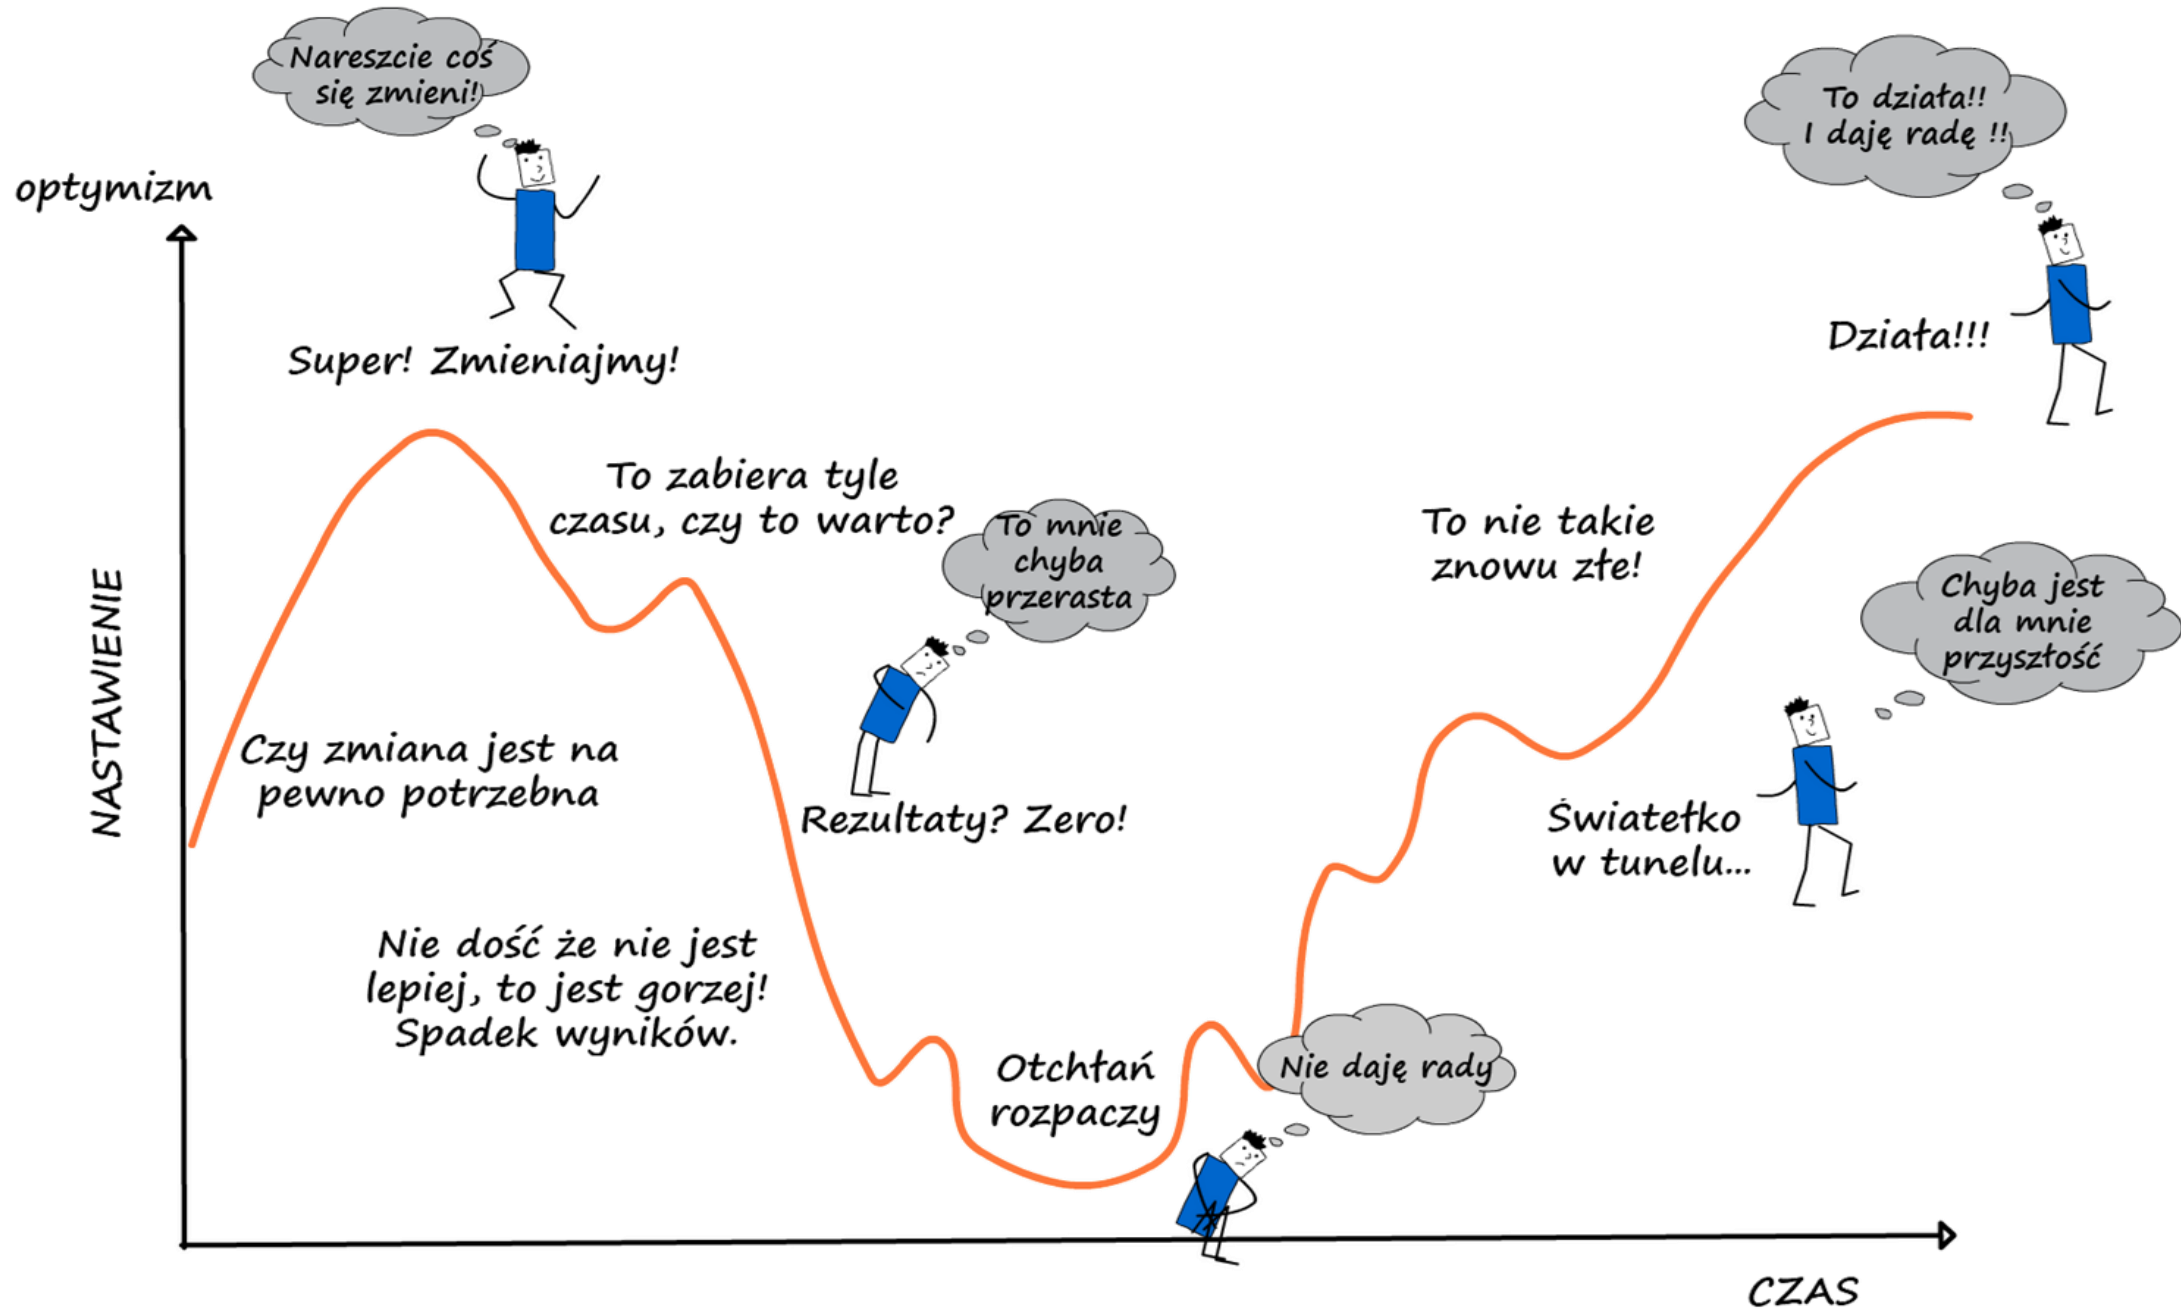 Nareszcie coś
się zmieni!
optymizm
Super! Zmieniajmy!
NASTAWIENIE
Czy zmiana jest na
pewno potrzebna
To zabiera tyle
czasu, czy to warto?
To mnie
chyba
przerasta
Rezultaty? Zero!
Nie dość że nie jest
lepiej, to jest gorzej!
Spadek wyników.
Otchłań
rozpaczy
Nie daję rady
To nie takie
znowu złe!
Światełko
w tunelu...
Chyba jest
dla mnie
przyszłość
Działa!!!
To działa!!
I daję radę !!
CZAS